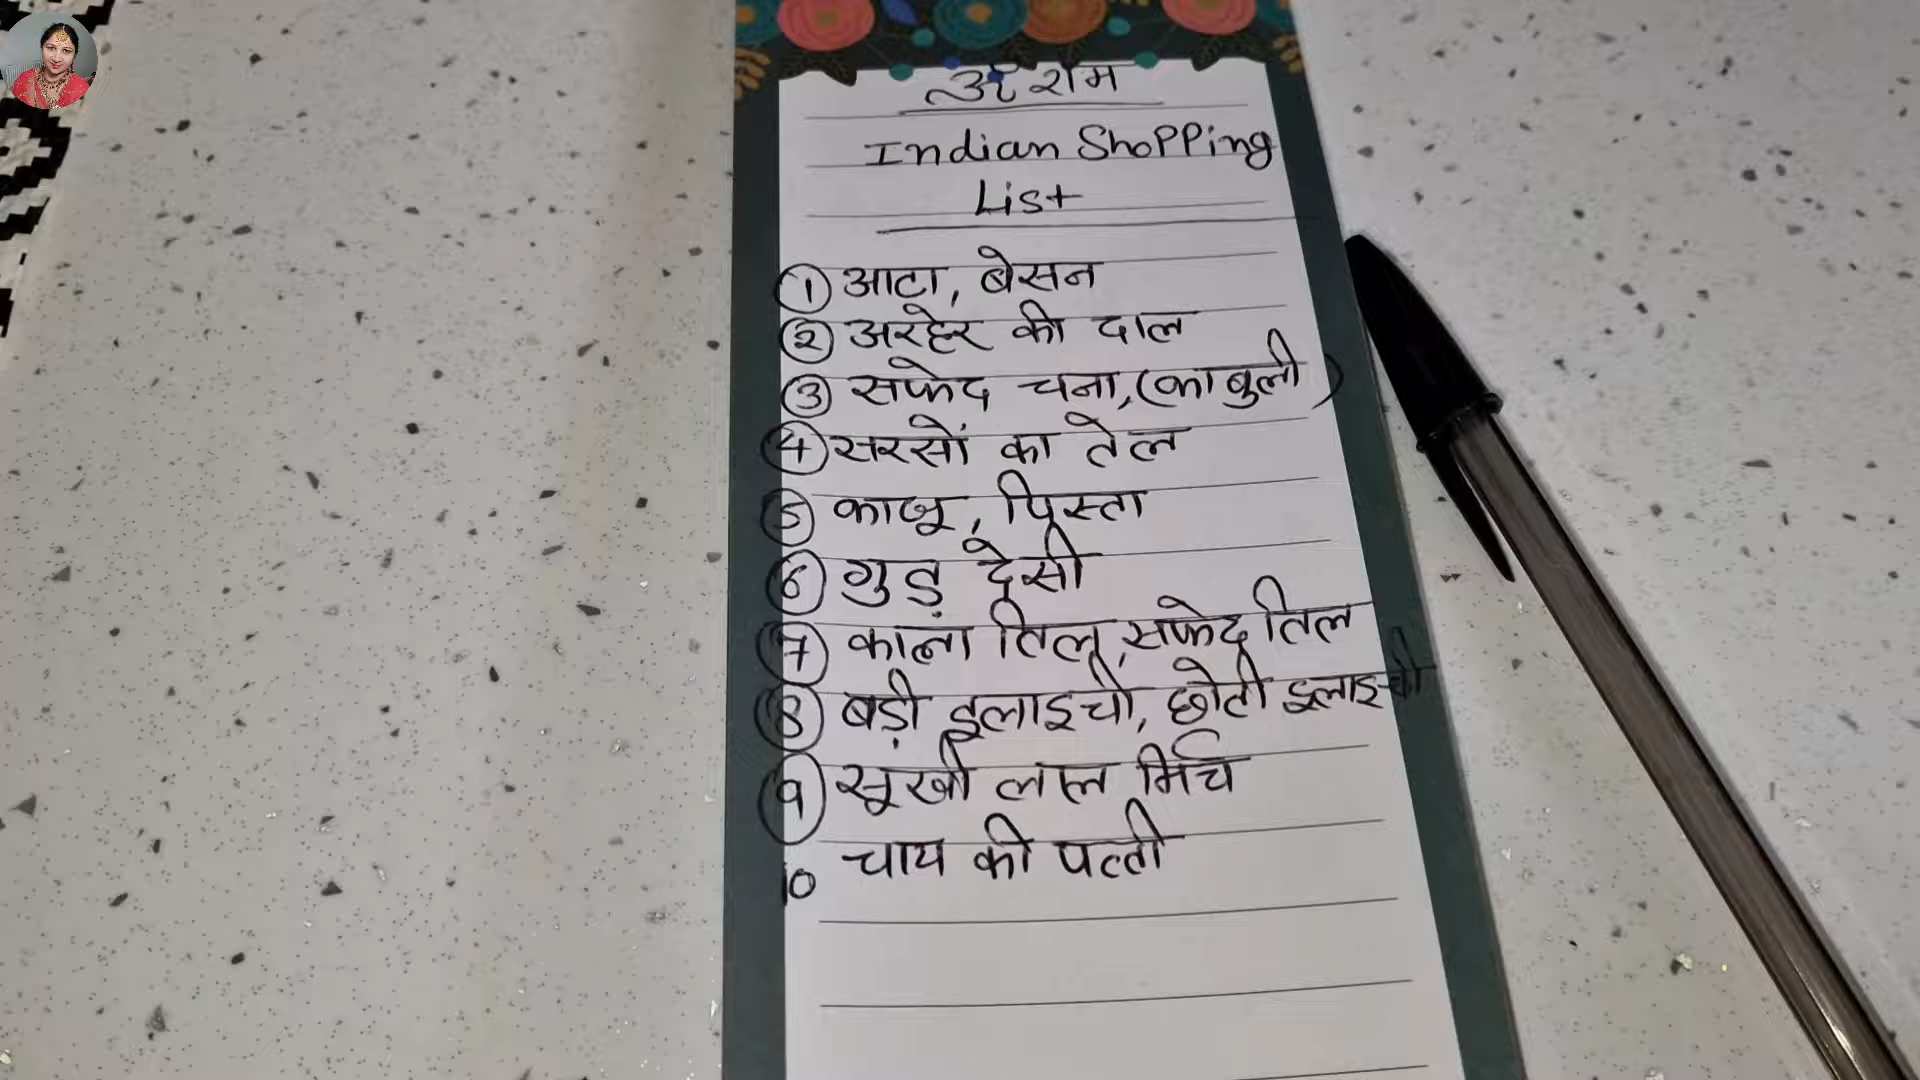 ॐ राम
Indian Shopping
List
① आटा, बेसन
② अरहेर की दाल
③ सफेद चना, (काबुली)
④ सरसों का तेल
⑤ काजू, पिस्ता
⑥ गुड़ देसी
⑦ काला तिल, सफेद तिल
⑧ बड़ी इलाइची, छोटी इलाइची
⑨ सूखी लाल मिर्च
10 चाय की पत्ती